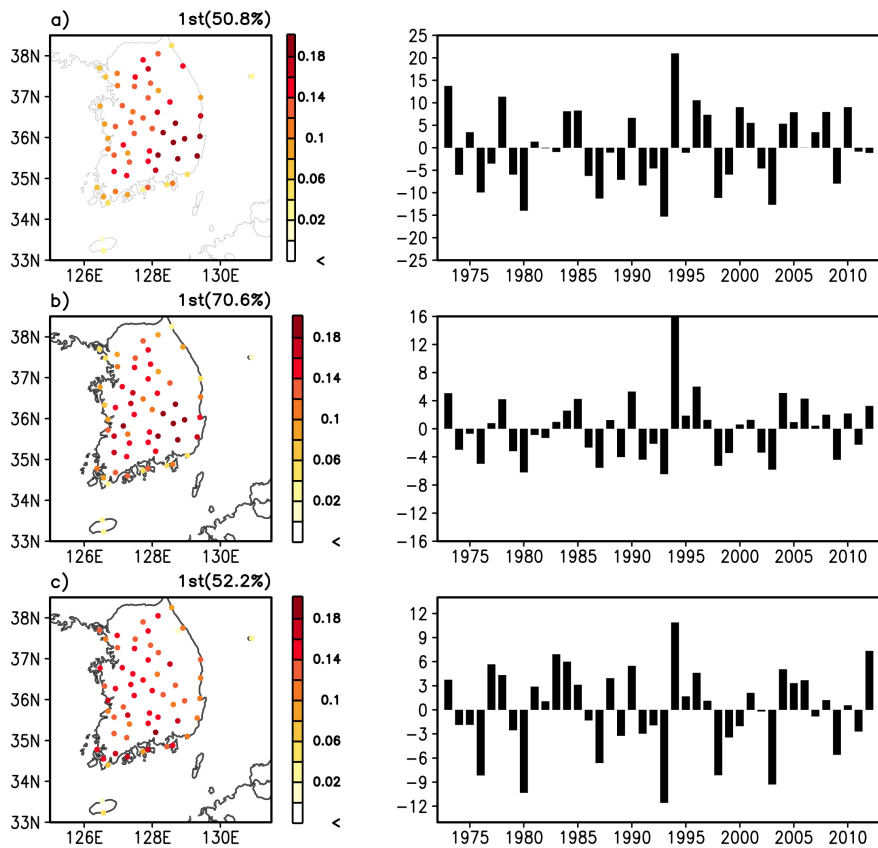 a) 1st(50.8%)
38N
37N
36N
35N
34N
33N
126E 128E 130E
0.18
0.14
0.1
0.06
0.02
<
25
20
15
10
5
0
-5
-10
-15
-20
-25
1975 1980 1985 1990 1995 2000 2005 2010
b) 1st(70.6%)
38N
37N
36N
35N
34N
33N
126E 128E 130E
0.18
0.14
0.1
0.06
0.02
<
16
12
8
4
0
-4
-8
-12
-16
1975 1980 1985 1990 1995 2000 2005 2010
c) 1st(52.2%)
38N
37N
36N
35N
34N
33N
126E 128E 130E
0.18
0.14
0.1
0.06
0.02
<
12
9
6
3
0
-3
-6
-9
-12
1975 1980 1985 1990 1995 2000 2005 2010